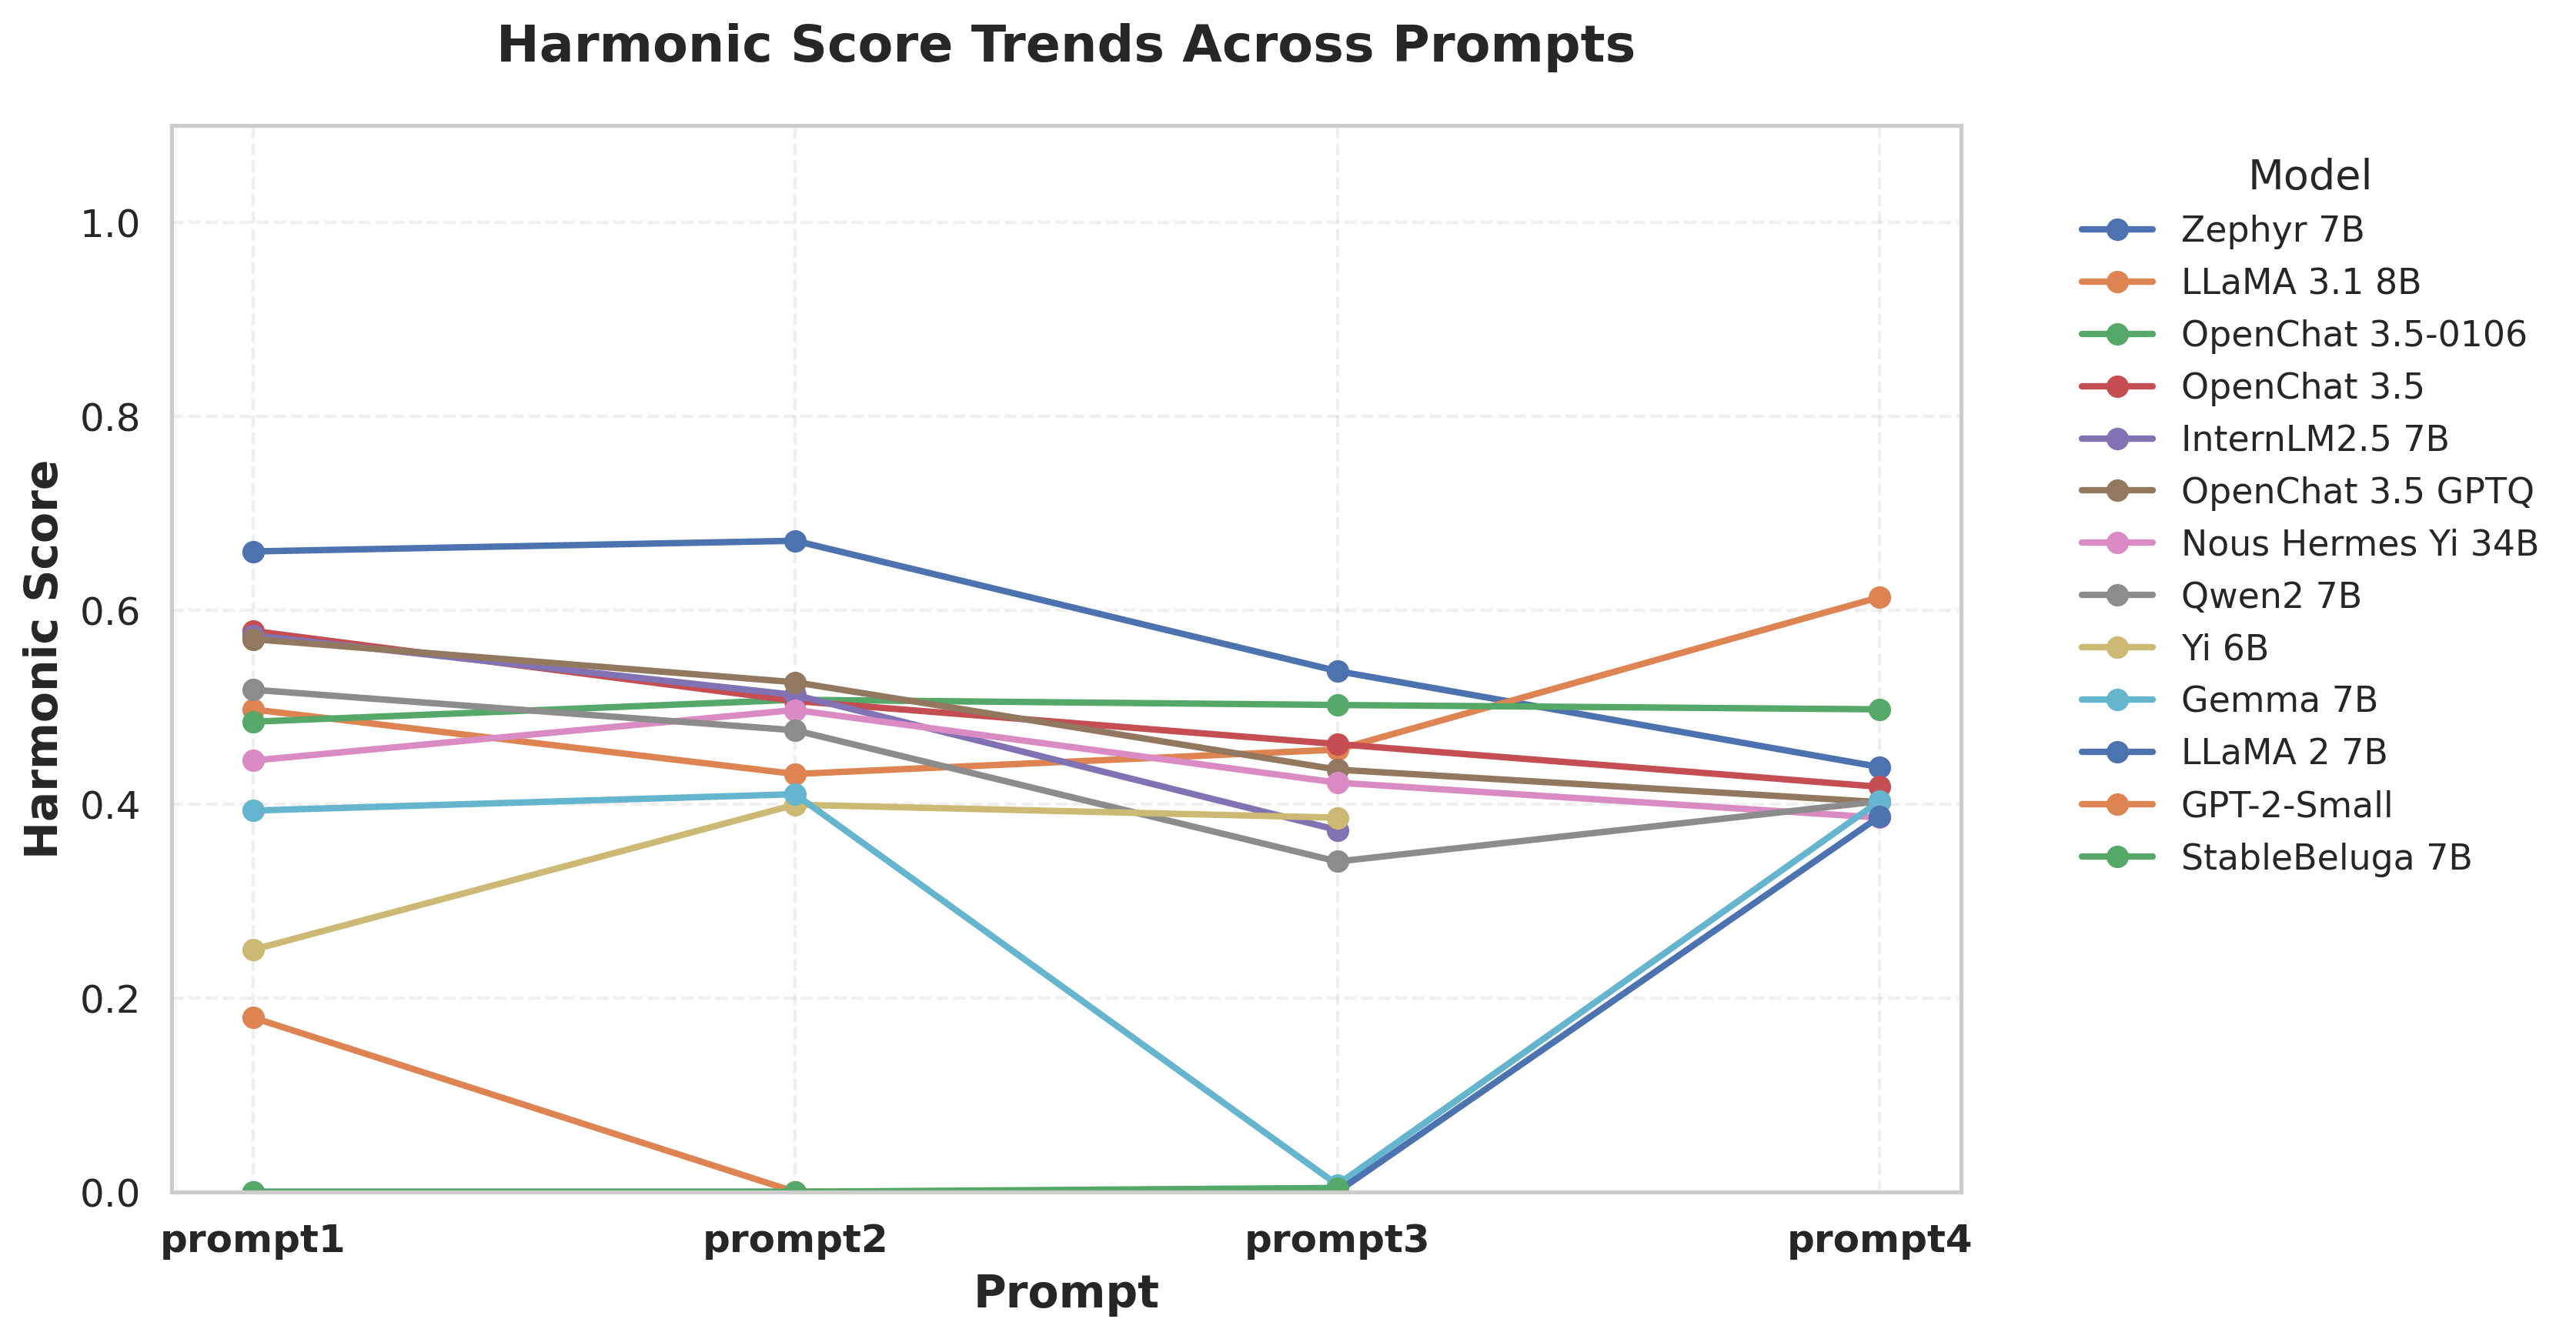 Harmonic Score Trends Across Prompts
Harmonic Score
1.0
0.8
0.6
0.4
0.2
0.0
prompt1
prompt2
prompt3
prompt4
Prompt
Model
Zephyr 7B
LLaMA 3.1 8B
OpenChat 3.5-0106
OpenChat 3.5
InternLM2.5 7B
OpenChat 3.5 GPTQ
Nous Hermes Yi 34B
Qwen2 7B
Yi 6B
Gemma 7B
LLaMA 2 7B
GPT-2-Small
StableBeluga 7B